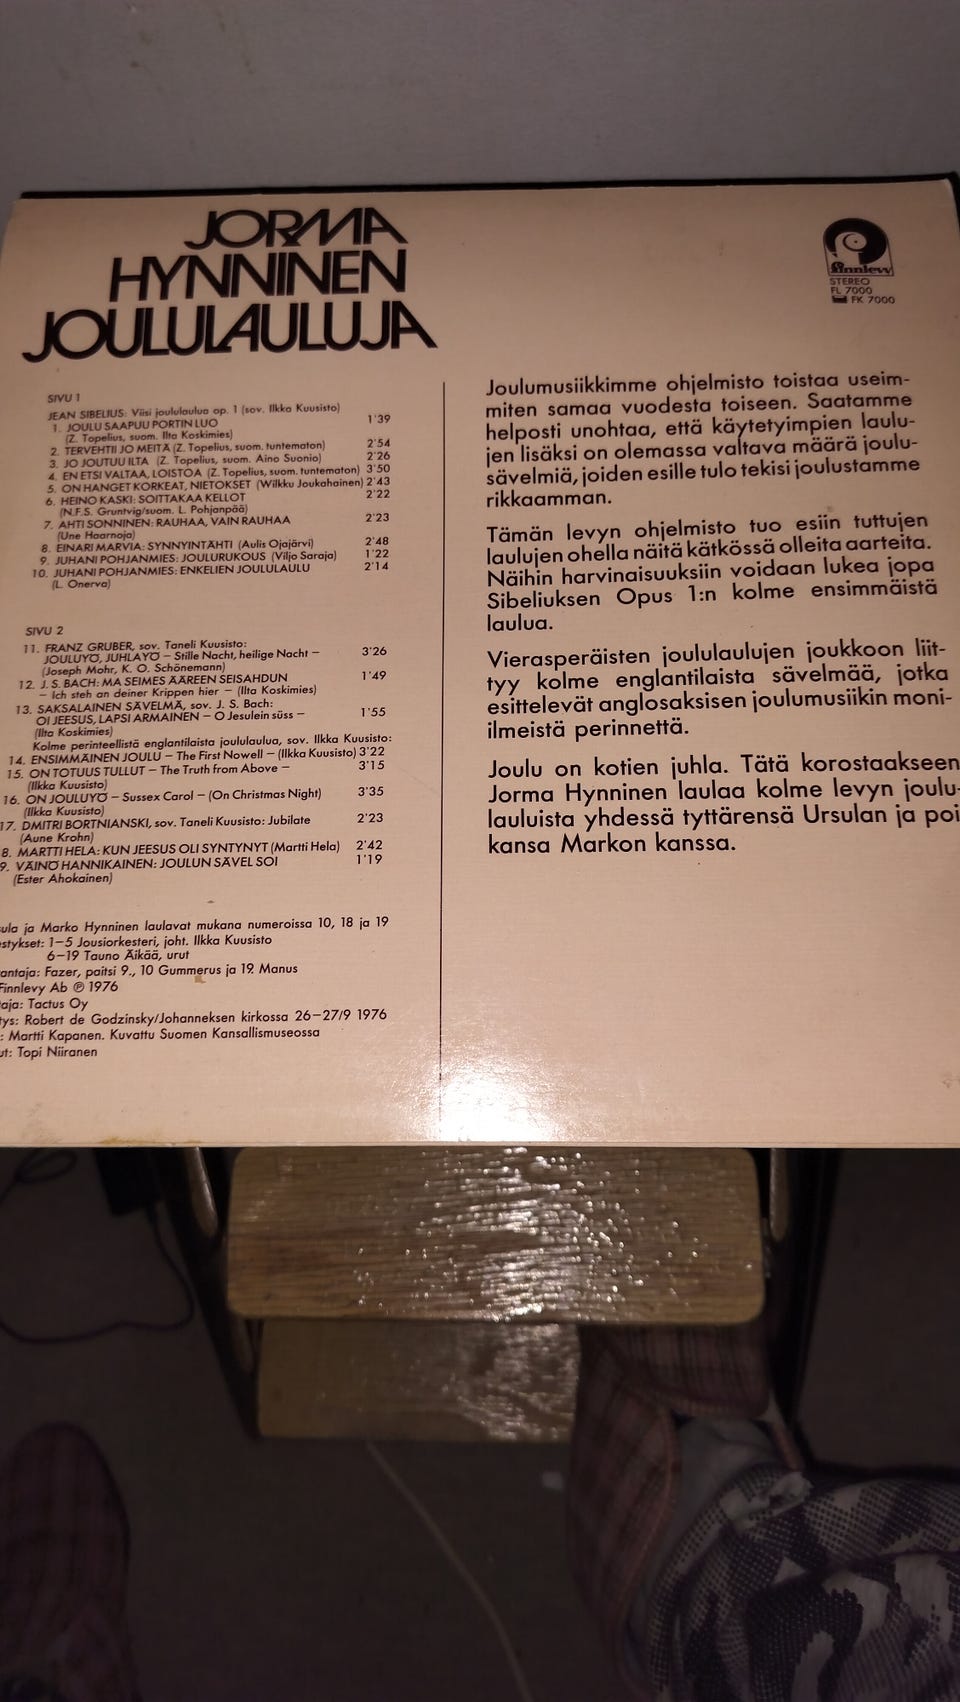 JORMA
HYNNINEN
JOULULAULUJA
finnlevy
STEREO
FL 7000
FK 7000
SIVU 1
JEAN SIBELIUS: Viisi joululaulua op. 1 (sov. Ilkka Kuusisto)
1. JOULU SAAPUU PORTIN LUO 1'39
(Z. Topelius, suom. Ilta Koskimies)
2. TERVEHTII JO MEITÄ (Z. Topelius, suom. tuntematon) 2'54
3. JO JOUTUU ILTA (Z. Topelius, suom. Aino Suonio) 2'26
4. EN ETSI VALTAA, LOISTOA (Z. Topelius, suom. tuntematon) 3'50
5. ON HANGET KORKEAT, NIETOKSET (Wilkku Joukahainen) 2'43
6. HEINO KASKI: SOITTAKAA KELLOT 2'22
(N.F.S. Gruntvig/suom. L. Pohjanpää)
7. AHTI SONNINEN: RAUHAA, VAIN RAUHAA 2'23
(Une Haarnoja)
8. EINARI MARVIA: SYNNYINTÄHTI (Aulis Ojajärvi) 2'48
9. JUHANI POHJANMIES: JOULURUKOUS (Viljo Saraja) 1'22
10. JUHANI POHJANMIES: ENKELIEN JOULULAULU 2'14
(L. Onerva)
SIVU 2
11. FRANZ GRUBER, sov. Taneli Kuusisto:
JOULUYÖ, JUHLAYÖ – Stille Nacht, heilige Nacht – 3'26
(Joseph Mohr, K. O. Schönemann)
12. J. S. BACH: MA SEIMES ÄÄREEN SEISAHDUN 1'49
– Ich steh an deiner Krippen hier – (Ilta Koskimies)
13. SAKSALAINEN SÄVELMÄ, sov. J. S. Bach:
OI JEESUS, LAPSI ARMAINEN – O Jesulein süss – 1'55
(Ilta Koskimies)
Kolme perinteellistä englantilaista joululaulua, sov. Ilkka Kuusisto:
14. ENSIMMÄINEN JOULU – The First Nowell – (Ilkka Kuusisto) 3'22
15. ON TOTUUS TULLUT – The Truth from Above – 3'15
(Ilkka Kuusisto)
16. ON JOULUYÖ – Sussex Carol – (On Christmas Night) 3'35
(Ilkka Kuusisto)
17. DMITRI BORTNIANSKI, sov. Taneli Kuusisto: Jubilate 2'23
(Aune Krohn)
8. MARTTI HELA: KUN JEESUS OLI SYNTYNYT (Martti Hela) 2'42
9. VÄINÖ HANNIKAINEN: JOULUN SÄVEL SOI 1'19
(Ester Ahokainen)
sula ja Marko Hynninen laulavat mukana numeroissa 10, 18 ja 19
estykset: 1–5 Jousiorkesteri, joht. Ilkka Kuusisto
6–19 Tauno Äikää, urut
antaja: Fazer, paitsi 9., 10 Gummerus ja 19. Manus
Finnlevy Ab ℗ 1976
taja: Tactus Oy
tys: Robert de Godzinsky/Johanneksen kirkossa 26–27/9 1976
: Martti Kapanen. Kuvattu Suomen Kansallismuseossa
ut: Topi Niiranen
Joulumusiikkimme ohjelmisto toistaa useim-
miten samaa vuodesta toiseen. Saatamme
helposti unohtaa, että käytetyimpien laulu-
jen lisäksi on olemassa valtava määrä joulu-
sävelmiä, joiden esille tulo tekisi joulustamme
rikkaamman.
Tämän levyn ohjelmisto tuo esiin tuttujen
laulujen ohella näitä kätkössä olleita aarteita.
Näihin harvinaisuuksiin voidaan lukea jopa
Sibeliuksen Opus 1:n kolme ensimmäistä
laulua.
Vierasperäisten joululaulujen joukkoon liit-
tyy kolme englantilaista sävelmää, jotka
esittelevät anglosaksisen joulumusiikin moni-
ilmeistä perinnettä.
Joulu on kotien juhla. Tätä korostaakseen
Jorma Hynninen laulaa kolme levyn joulu-
lauluista yhdessä tyttärensä Ursulan ja poi
kansa Markon kanssa.